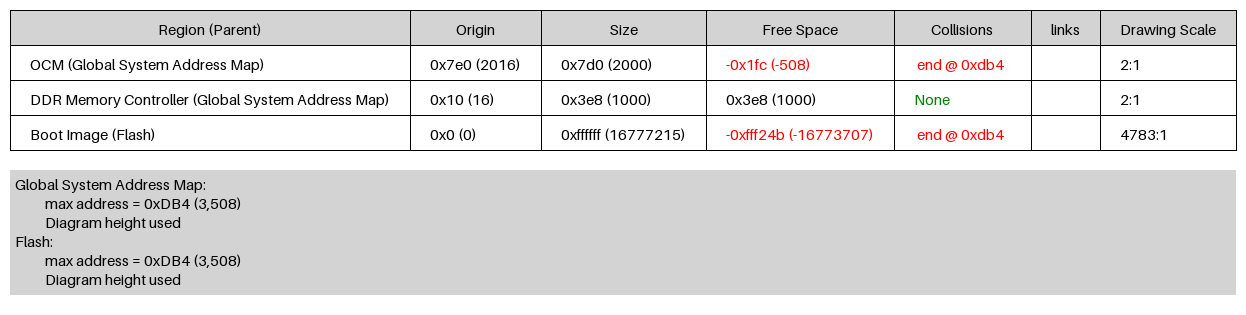 Region (Parent) Origin Size Free Space Collisions links Drawing Scale
OCM (Global System Address Map) 0x7e0 (2016) 0x7d0 (2000) -0x1fc (-508) end @ 0xdb4 2:1
DDR Memory Controller (Global System Address Map) 0x10 (16) 0x3e8 (1000) 0x3e8 (1000) None 2:1
Boot Image (Flash) 0x0 (0) 0xffffff (16777215) -0xfff24b (-16773707) end @ 0xdb4 4783:1
Global System Address Map:
max address = 0xDB4 (3,508)
Diagram height used
Flash:
max address = 0xDB4 (3,508)
Diagram height used